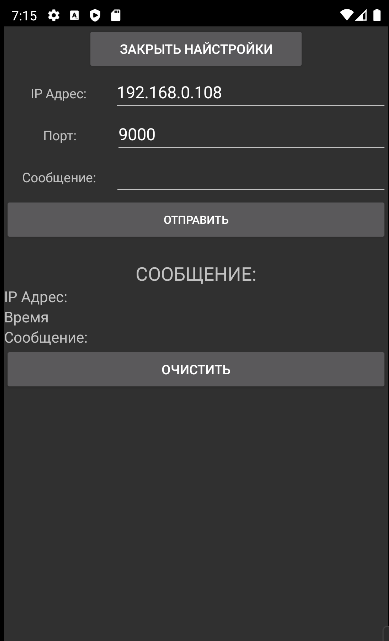 7:15
ЗАКРЫТЬ НАЙСТРОЙКИ
IP Адрес: 192.168.0.108
Порт: 9000
Сообщение:
ОТПРАВИТЬ
СООБЩЕНИЕ:
IP Адрес:
Время
Сообщение:
ОЧИСТИТЬ